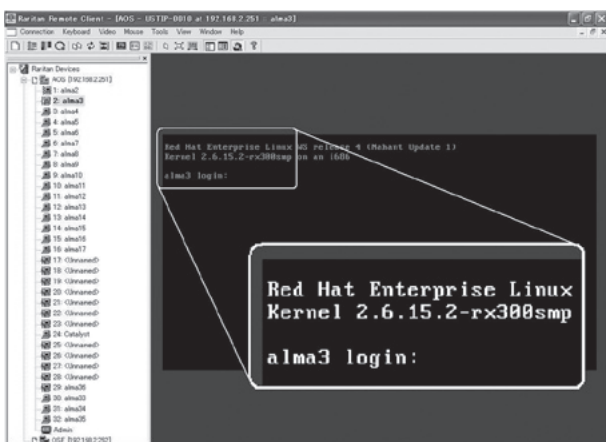 Raritan Remote Client - [AOS - USTIP-0010 at 192.168.2.251 : alma3]
Connection Keyboard Video Mouse Tools View Window Help
Raritan Devices
AOS [192.168.2.251]
1: alma2
2: alma3
3: alma4
4: alma5
5: alma6
6: alma7
7: alma8
8: alma9
9: alma10
10: alma11
11: alma12
12: alma13
13: alma14
14: alma15
15: alma16
16: alma17
17: <Unnamed>
18: <Unnamed>
19: <Unnamed>
20: <Unnamed>
21: <Unnamed>
22: <Unnamed>
23: <Unnamed>
24: Catalyst
25: <Unnamed>
26: <Unnamed>
27: <Unnamed>
28: <Unnamed>
29: alma36
30: alma33
31: alma34
32: alma35
Admin
Red Hat Enterprise Linux WS release 4 (Nahant Update 1)
Kernel 2.6.15.2-rx300smp on an i686
alma3 login:
Red Hat Enterprise Linux
Kernel 2.6.15.2-rx300smp
alma3 login: